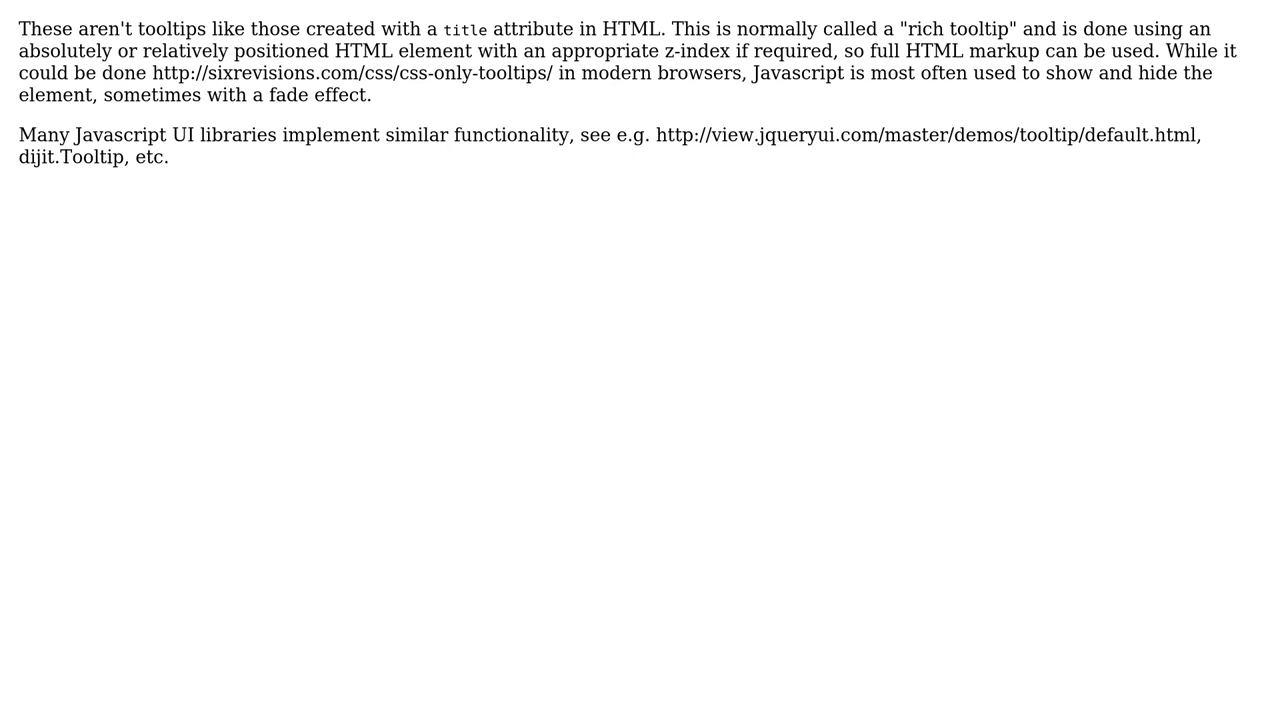 These aren't tooltips like those created with a title attribute in HTML. This is normally called a "rich tooltip" and is done using an
absolutely or relatively positioned HTML element with an appropriate z-index if required, so full HTML markup can be used. While it
could be done http://sixrevisions.com/css/css-only-tooltips/ in modern browsers, Javascript is most often used to show and hide the
element, sometimes with a fade effect.
Many Javascript UI libraries implement similar functionality, see e.g. http://view.jqueryui.com/master/demos/tooltip/default.html,
dijit.Tooltip, etc.